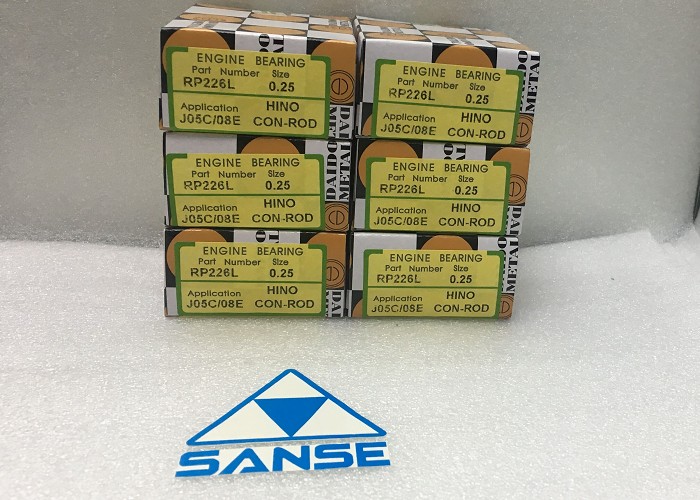 ENGINE BEARING
Part Number Size
RP226L 0.25
Application HINO
J05C/08E CON-ROD
DAIDO
METAL
ENGINE BEARING
Part Number Size
RP226L 0.25
Application HINO
J05C/08E CON-ROD
DAIDO
METAL
ENGINE BEARING
Part Number Size
RP226L 0.25
Application HINO
J05C/08E CON-ROD
DAIDO
METAL
ENGINE BEARING
Part Number Size
RP226L 0.25
Application HINO
J05C/08E CON-ROD
ENGINE BEARING
Part Number Size
RP226L 0.25
Application HINO
J05C/08E CON-ROD
ENGINE BEARING
Part Number Size
RP226L 0.25
Application HINO
J05C/08E CON-ROD
METAL
SANSE